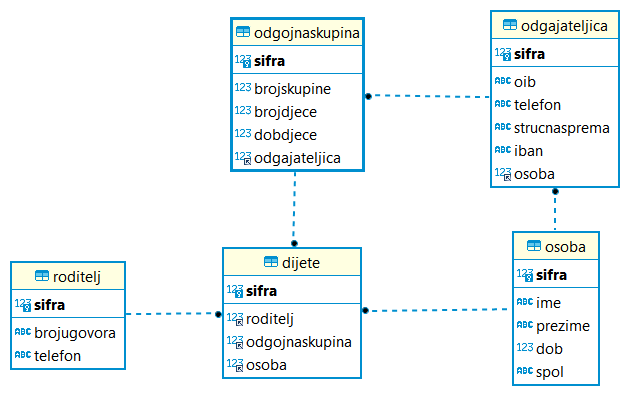 odgojnaskupina
123 sifra
123 brojskupine
123 brojdjece
123 dobdjece
123 odgajateljica
odgajateljica
123 sifra
ABC oib
ABC telefon
ABC strucnasprema
ABC iban
123 osoba
roditelj
123 sifra
ABC brojugovora
ABC telefon
dijete
123 sifra
123 roditelj
123 odgojnaskupina
123 osoba
osoba
123 sifra
ABC ime
ABC prezime
123 dob
ABC spol